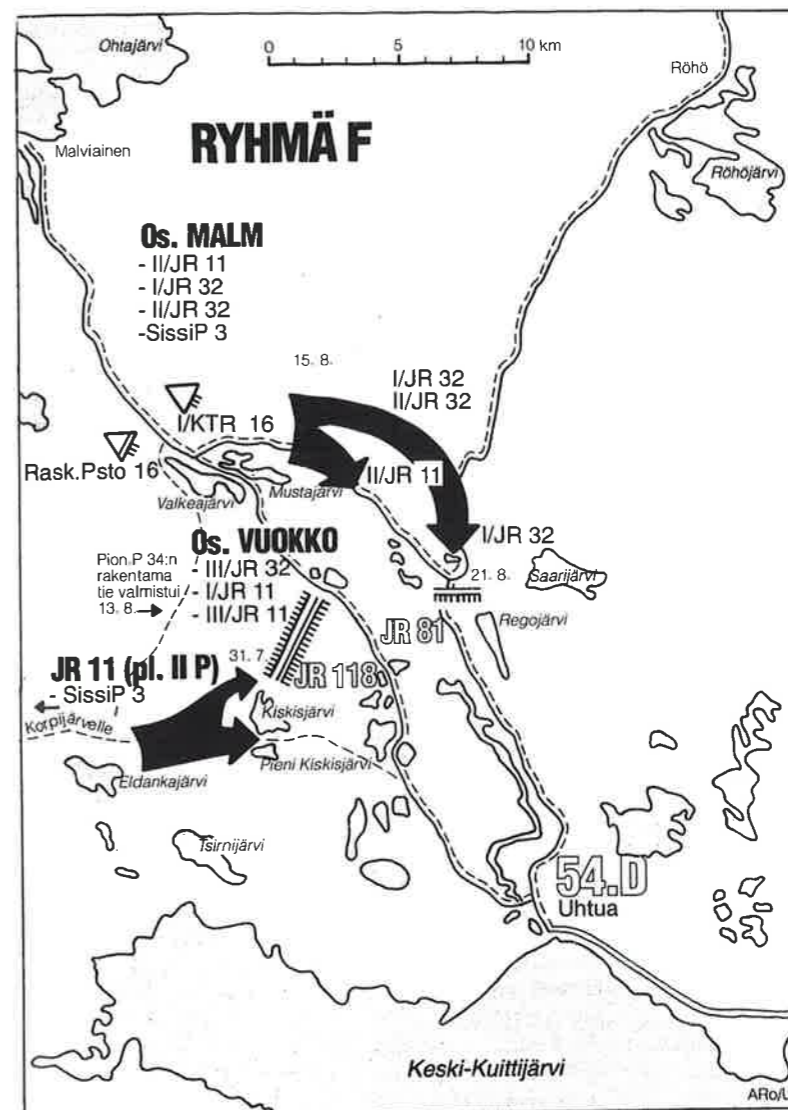 Ohtajärvi
0 5 10 km
Röhö
Malviainen
RYHMÄ F
Röhöjärvi
Os. MALM
- II/JR 11
- I/JR 32
- II/JR 32
-SissiP 3
15. 8.
I/JR 32
II/JR 32
I/KTR 16
Rask.Psto 16
II/JR 11
Valkeajärvi
Mustajärvi
I/JR 32
Os. VUOKKO
- III/JR 32
- I/JR 11
- III/JR 11
Pion.P 34:n
rakentama
tie valmistui
13. 8.
21. 8.
Saarijärvi
Regojärvi
JR 81
31. 7.
JR 118
JR 11 (pl. II P)
- SissiP 3
Korpijärvelle
Kiskisjärvi
Pieni Kiskisjärvi
Eldankajärvi
Tsirnijärvi
54.D
Uhtua
Keski-Kuittijärvi